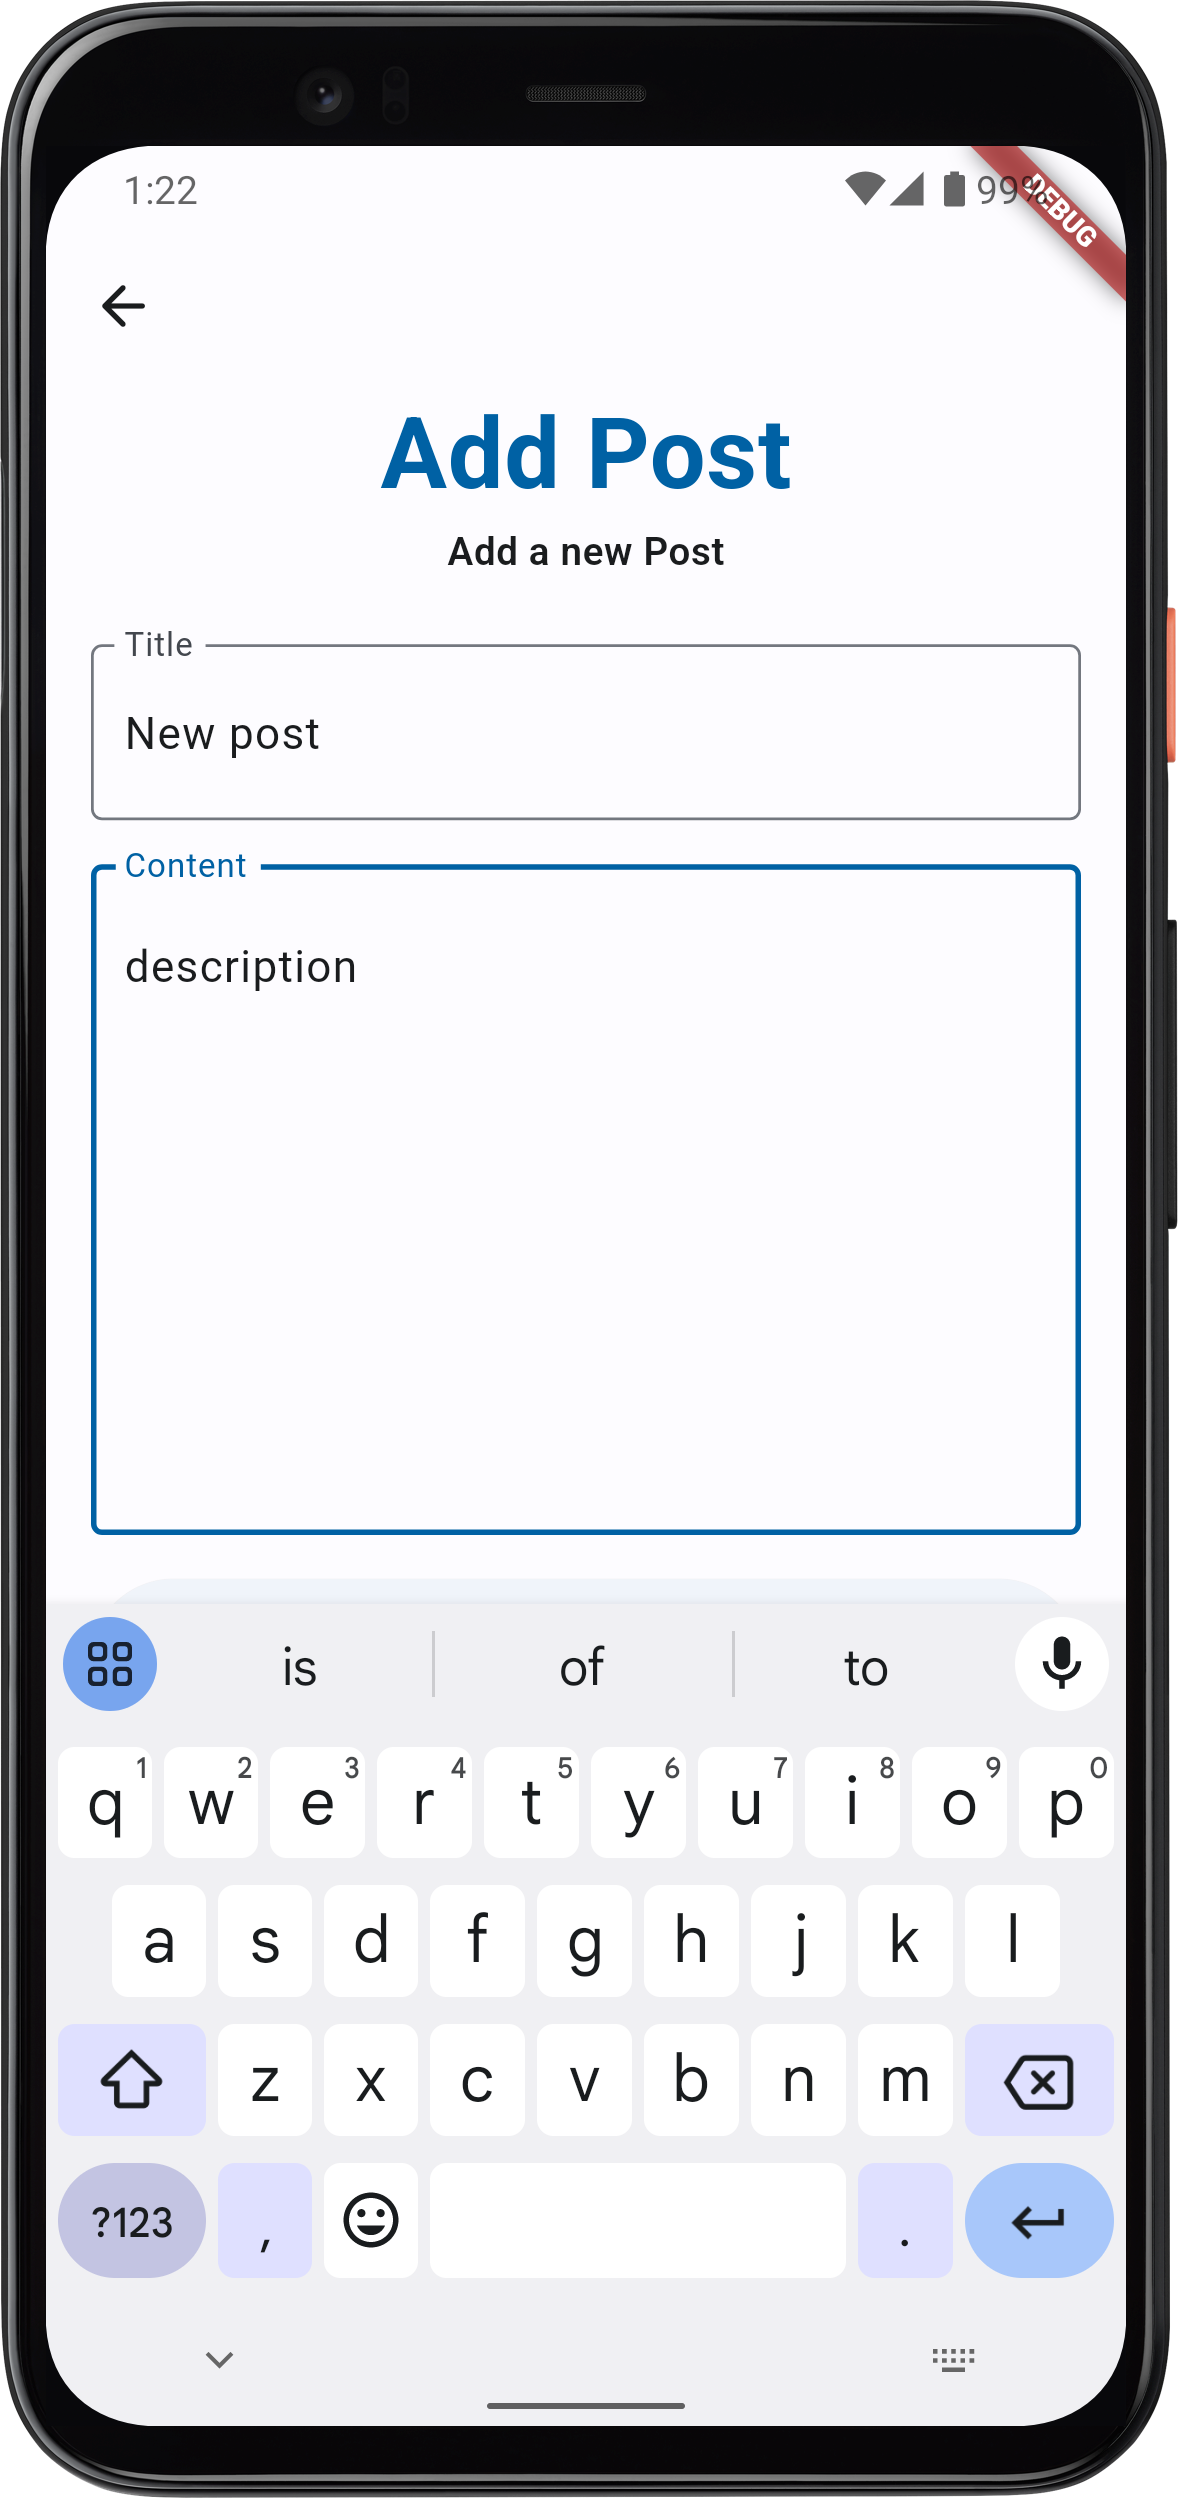 1:22
99%
DEBUG
Add Post
Add a new Post
Title
New post
Content
description
is of to
1 2 3 4 5 6 7 8 9 0
q w e r t y u i o p
a s d f g h j k l
z x c v b n m
?123 , .